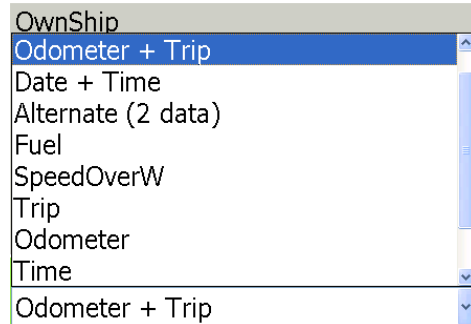 OwnShip
Odometer + Trip
Date + Time
Alternate (2 data)
Fuel
SpeedOverW
Trip
Odometer
Time
Odometer + Trip